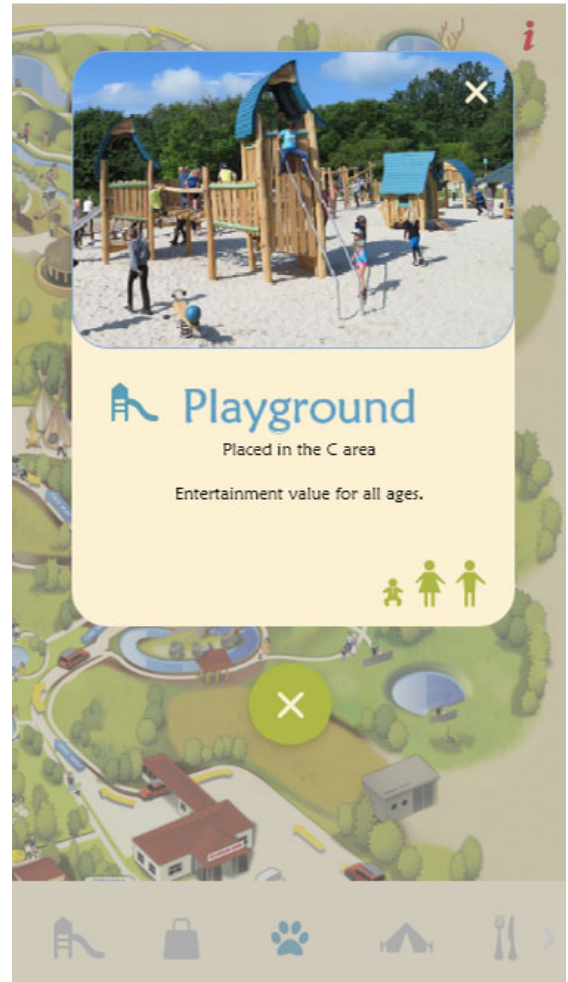 i
Playground
Placed in the C area
Entertainment value for all ages.